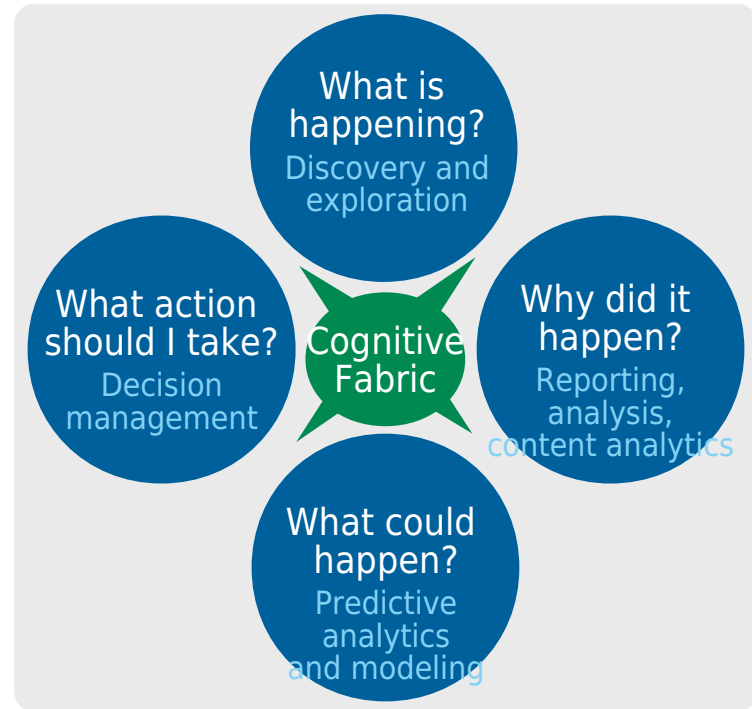 What is
happening?
Discovery and
exploration
What action
should I take?
Decision
management
Cognitive
Fabric
Why did it
happen?
Reporting,
analysis,
content analytics
What could
happen?
Predictive
analytics
and modeling